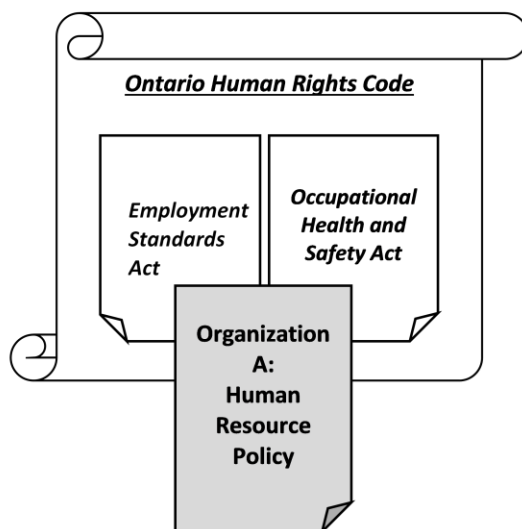 Ontario Human Rights Code
Employment
Standards
Act
Occupational
Health and
Safety Act
Organization
A:
Human
Resource
Policy